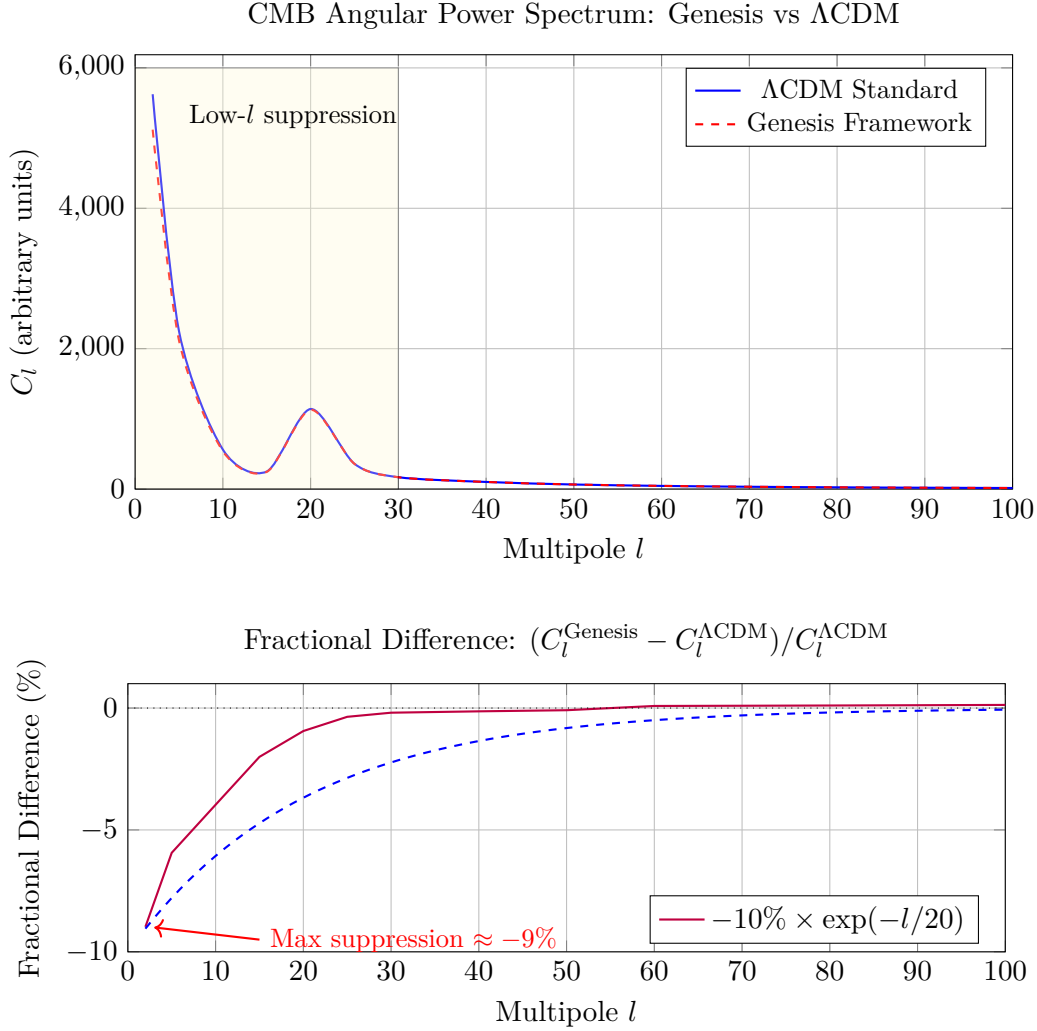 CMB Angular Power Spectrum: Genesis vs ΛCDM
6,000
4,000
2,000
0
C_l (arbitrary units)
Low-l suppression
ΛCDM Standard
Genesis Framework
0 10 20 30 40 50 60 70 80 90 100
Multipole l
Fractional Difference: (C_l^Genesis − C_l^ΛCDM)/C_l^ΛCDM
0
−5
−10
Fractional Difference (%)
−10% × exp(−l/20)
Max suppression ≈ −9%
0 10 20 30 40 50 60 70 80 90 100
Multipole l